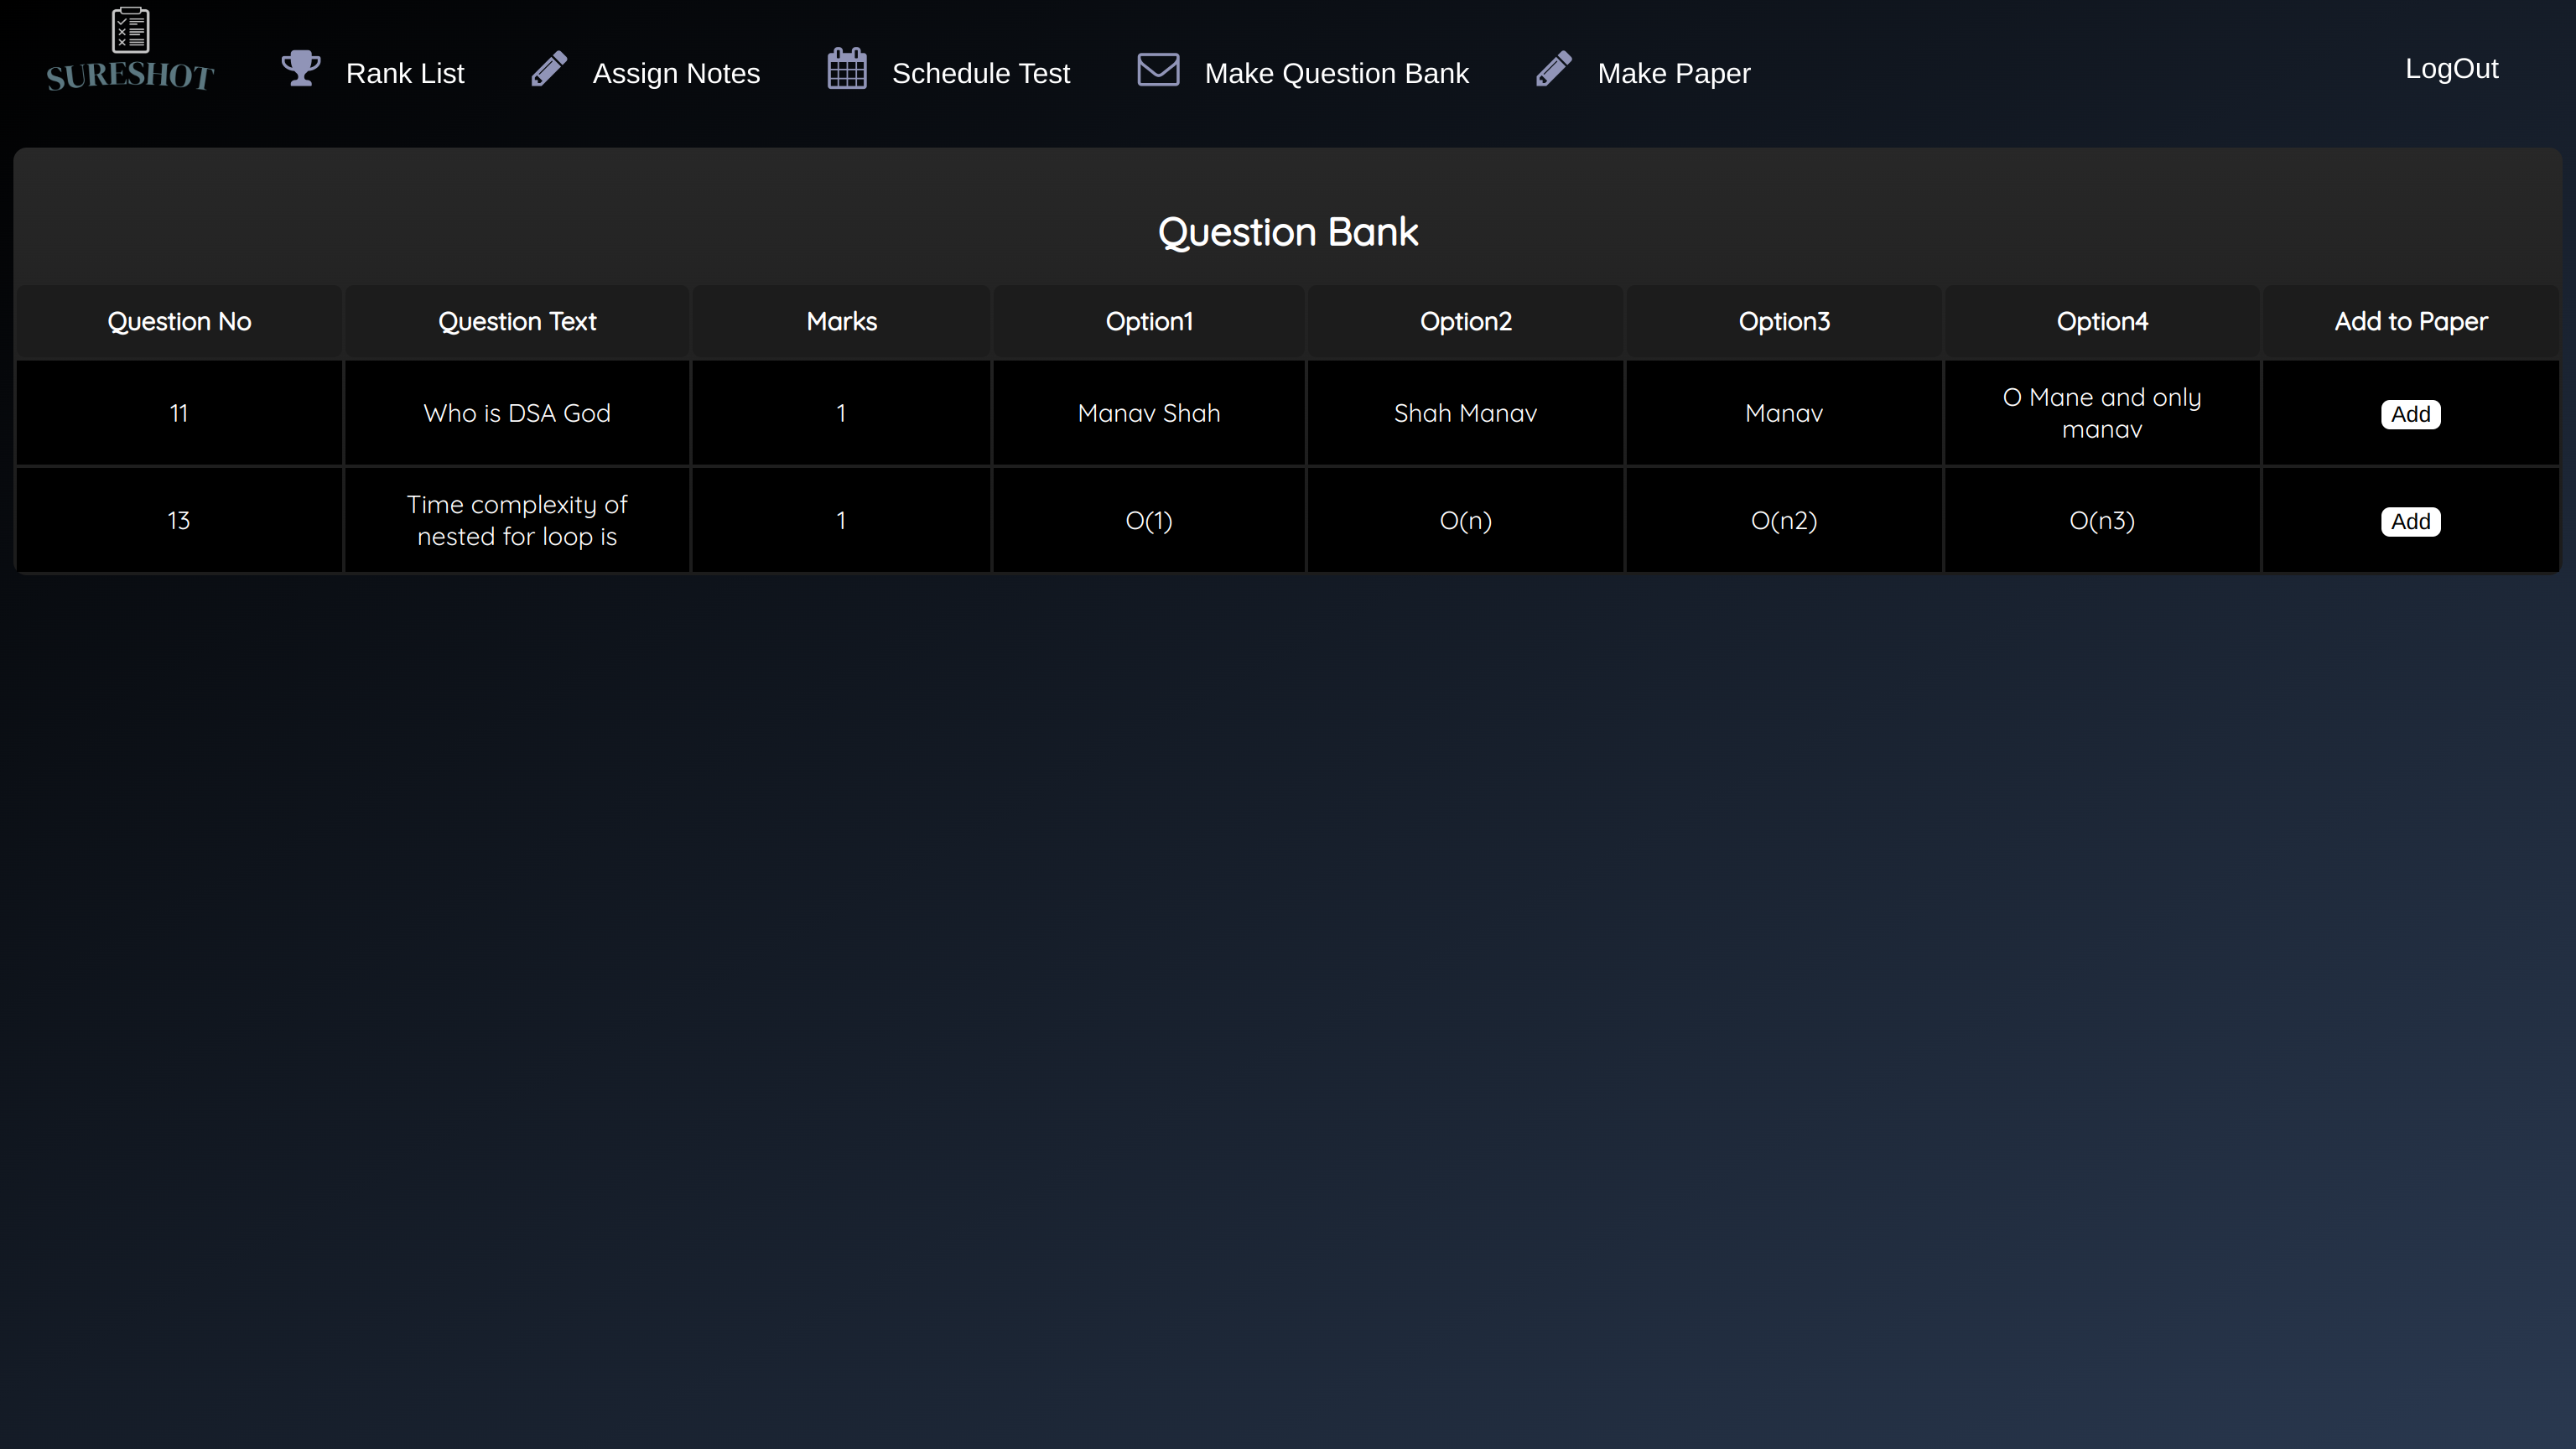 SURESHOT
Rank List
Assign Notes
Schedule Test
Make Question Bank
Make Paper
LogOut
Question Bank
Question No
Question Text
Marks
Option1
Option2
Option3
Option4
Add to Paper
11
Who is DSA God
1
Manav Shah
Shah Manav
Manav
O Mane and only
manav
Add
13
Time complexity of
nested for loop is
1
O(1)
O(n)
O(n2)
O(n3)
Add